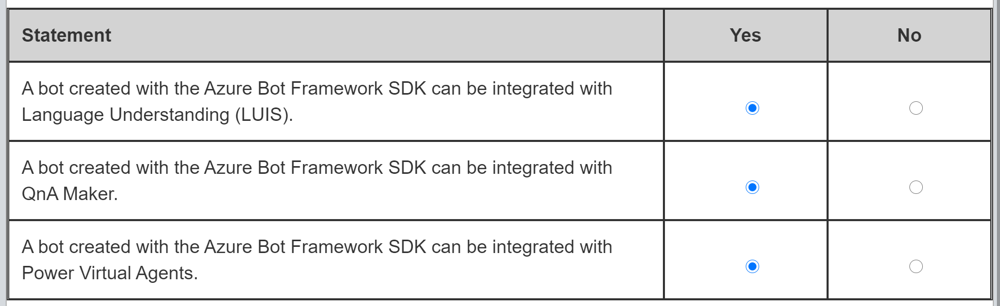 Statement Yes No
A bot created with the Azure Bot Framework SDK can be integrated with
Language Understanding (LUIS).
A bot created with the Azure Bot Framework SDK can be integrated with
QnA Maker.
A bot created with the Azure Bot Framework SDK can be integrated with
Power Virtual Agents.